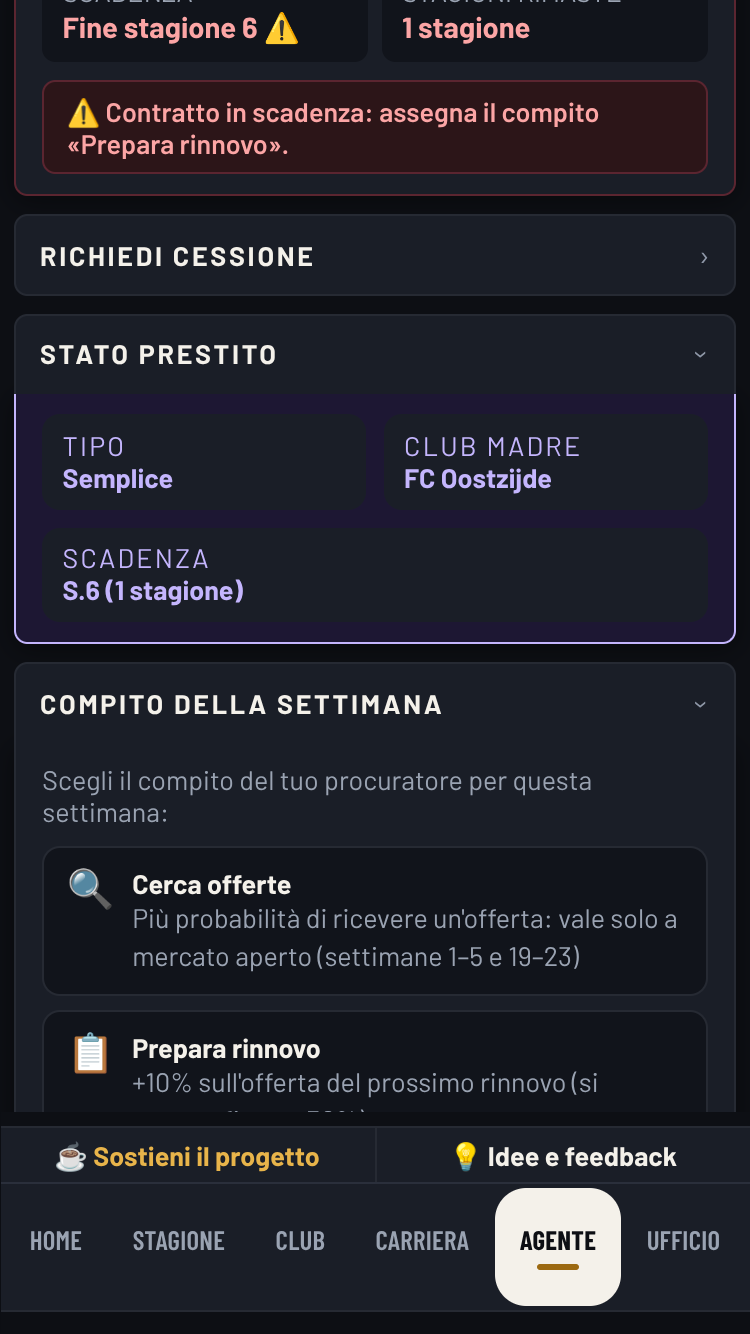 Fine stagione 6 ⚠️
1 stagione
⚠️ Contratto in scadenza: assegna il compito
«Prepara rinnovo».
RICHIEDI CESSIONE
STATO PRESTITO
TIPO
Semplice
CLUB MADRE
FC Oostzijde
SCADENZA
S.6 (1 stagione)
COMPITO DELLA SETTIMANA
Scegli il compito del tuo procuratore per questa
settimana:
Cerca offerte
Più probabilità di ricevere un'offerta: vale solo a
mercato aperto (settimane 1–5 e 19–23)
Prepara rinnovo
+10% sull'offerta del prossimo rinnovo (si
☕ Sostieni il progetto
💡 Idee e feedback
HOME
STAGIONE
CLUB
CARRIERA
AGENTE
UFFICIO